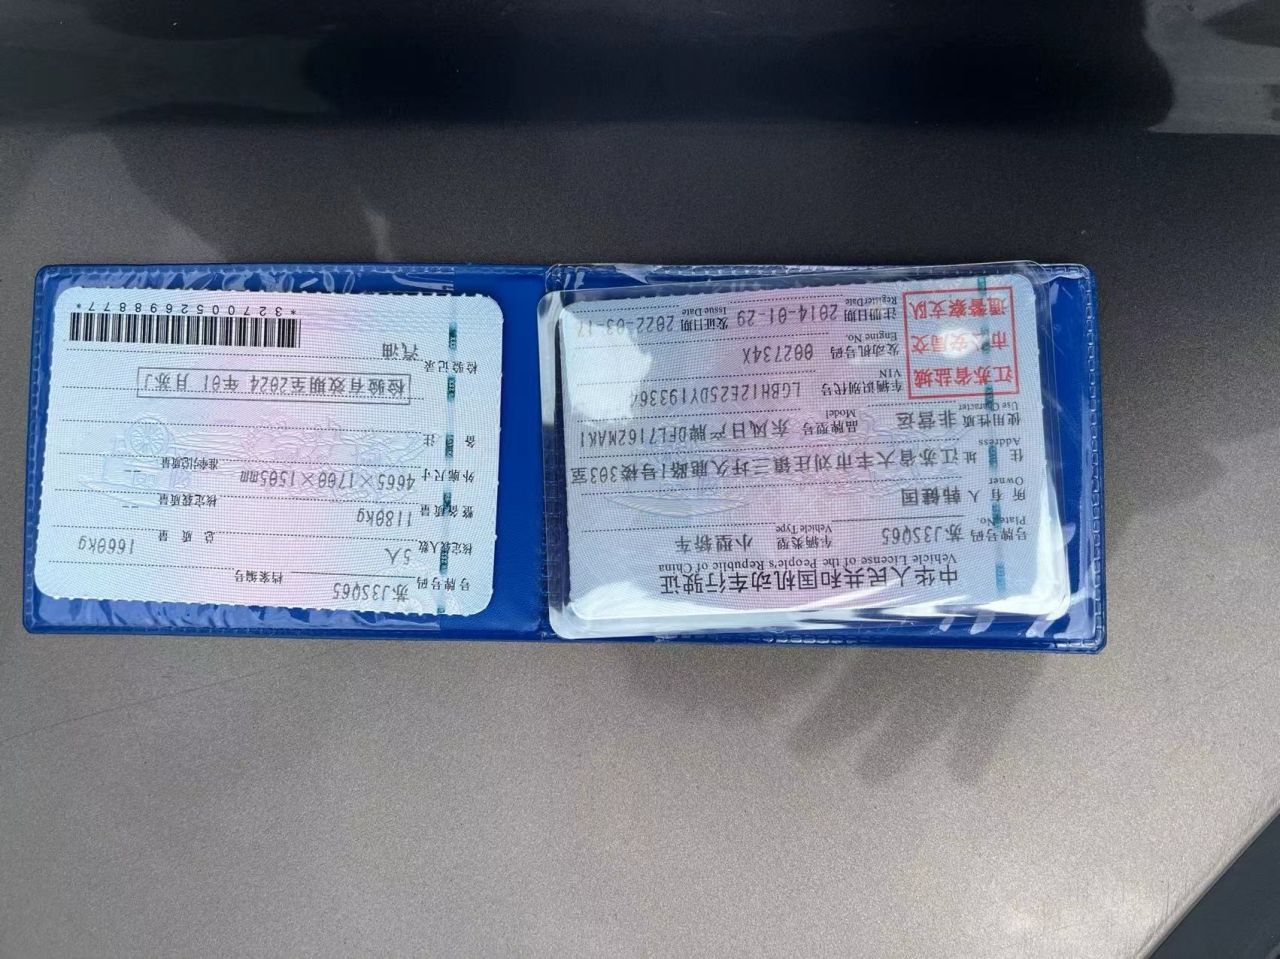 中华人民共和国机动车行驶证
Vehicle License of the People's Republic of China
号牌号码 苏J3SQ65 车辆类型 小型轿车
Plate No. Vehicle Type
所有人 韩健国
Owner
住址 江苏省大丰市刘庄镇三圩久鹿路1号楼303室
Address
使用性质 非营运 品牌型号 东风日产牌DFL7162MAK1
Use Character Model
江苏省盐城
市公安局交
通警察支队
车辆识别代号 LGBH12E25DY193364
VIN
发动机号码 002734X
Engine No.
注册日期 2014-01-29 发证日期 2022-03-17
Register Date Issue Date
号牌号码 苏J3SQ65 档案编号
核定载人数 5人 总质量 1660kg
整备质量 1180kg 核定载质量 --
外廓尺寸 4665×1700×1505mm 准牵引总质量 --
备注
检验有效期至2024年01月苏J
检验记录
汽油
*3270052698877*